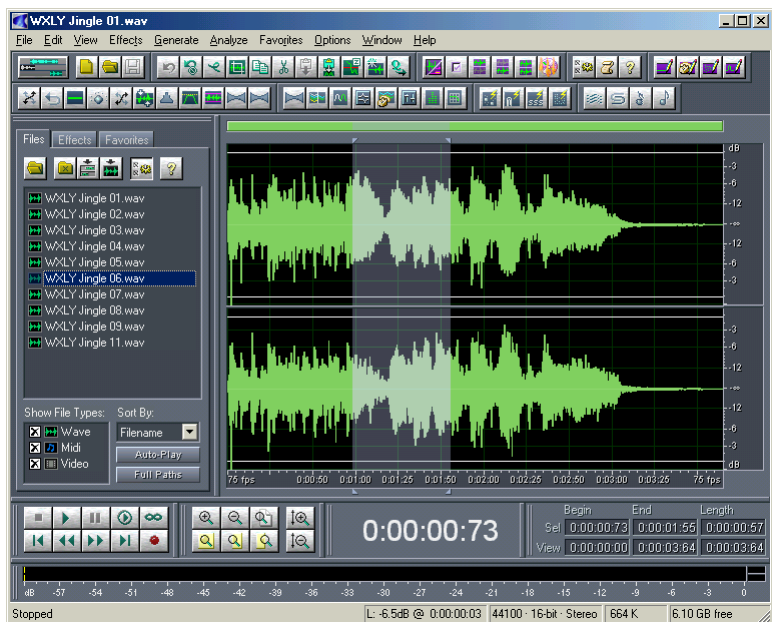 WXLY Jingle 01.wav
File Edit View Effects Generate Analyze Favorites Options Window Help
Files Effects Favorites
WXLY Jingle 01.wav
WXLY Jingle 02.wav
WXLY Jingle 03.wav
WXLY Jingle 04.wav
WXLY Jingle 05.wav
WXLY Jingle 06.wav
WXLY Jingle 07.wav
WXLY Jingle 08.wav
WXLY Jingle 09.wav
WXLY Jingle 11.wav
Show File Types: Sort By:
Wave Filename
Midi Auto-Play
Video Full Paths
dB
-3
-6
-12
-∞
-12
-6
-3
-3
-6
-12
-∞
-12
-6
-3
dB
75 fps 0:00:50 0:01:00 0:01:25 0:01:50 0:02:00 0:02:25 0:02:50 0:03:00 0:03:25 75 fps
0:00:00:73
Begin End Length
Sel 0:00:00:73 0:00:01:55 0:00:00:57
View 0:00:00:00 0:00:03:64 0:00:03:64
dB -57 -54 -51 -48 -45 -42 -39 -36 -33 -30 -27 -24 -21 -18 -15 -12 -9 -6 -3 0
Stopped L: -6.5dB @ 0:00:00:03 44100 · 16-bit · Stereo 664 K 6.10 GB free